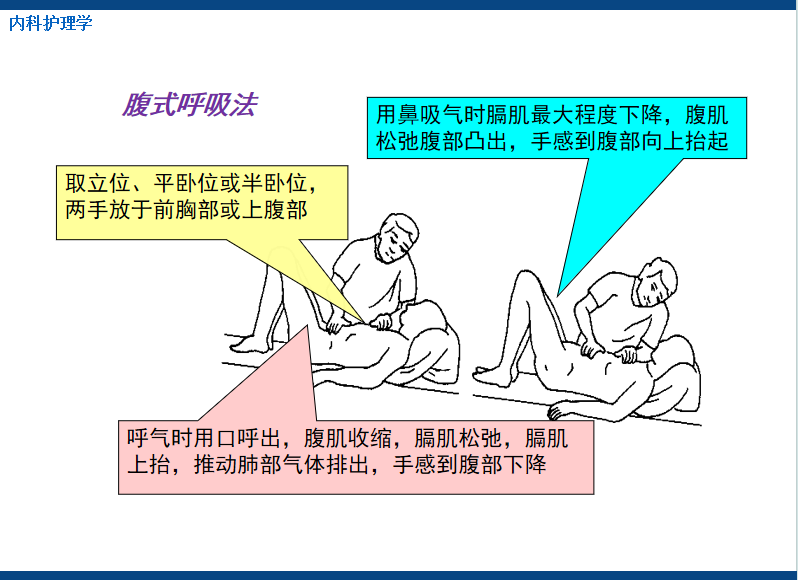 内科护理学
腹式呼吸法
用鼻吸气时膈肌最大程度下降，腹肌
松弛腹部凸出，手感到腹部向上抬起
取立位、平卧位或半卧位，
两手放于前胸部或上腹部
呼气时用口呼出，腹肌收缩，膈肌松弛，膈肌
上抬，推动肺部气体排出，手感到腹部下降